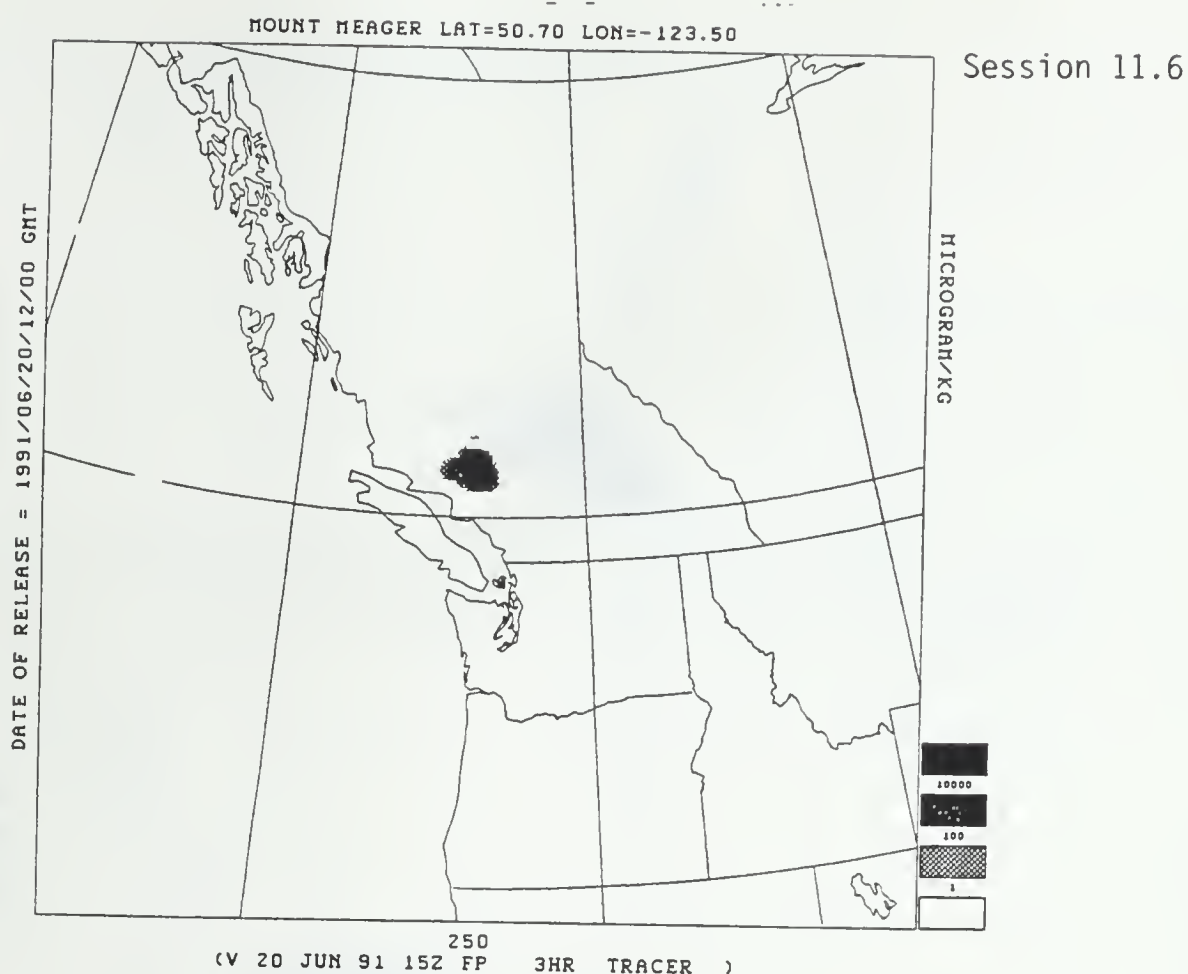 MOUNT MEAGER LAT=50.70 LON=-123.50
Session 11.6
DATE OF RELEASE = 1991/06/20/12/00 GMT
MICROGRAM/KG
10000
100
1
250
(V 20 JUN 91 15Z FP 3HR TRACER )